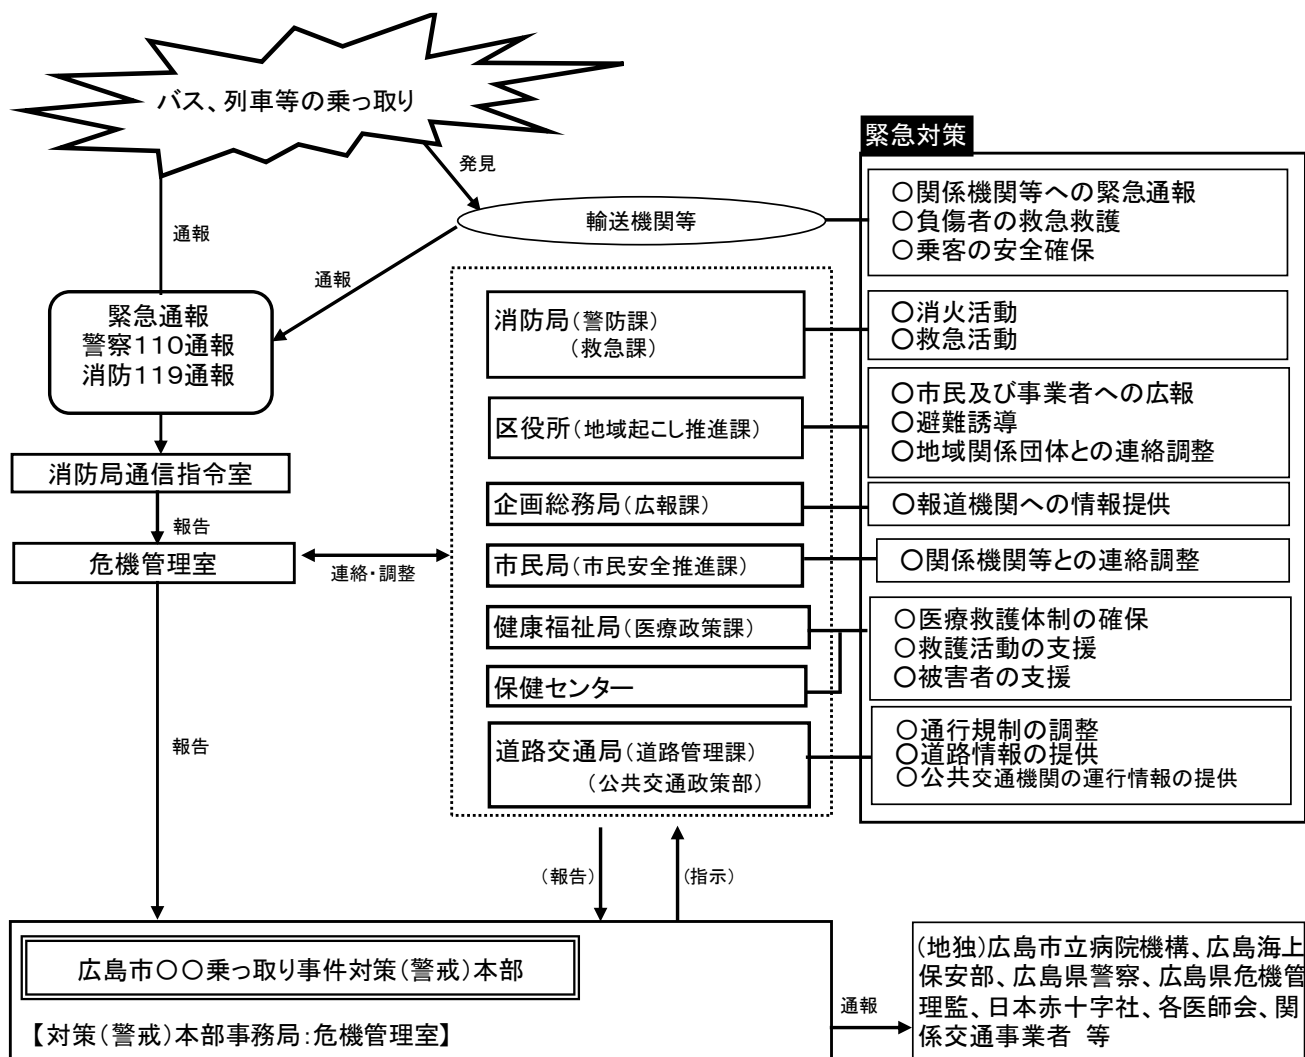 バス、列車等の乗っ取り
発見
輸送機関等
通報
通報
緊急通報
警察110通報
消防119通報
消防局通信指令室
報告
危機管理室
連絡・調整
報告
消防局(警防課)
(救急課)
区役所(地域起こし推進課)
企画総務局(広報課)
市民局(市民安全推進課)
健康福祉局(医療政策課)
保健センター
道路交通局(道路管理課)
(公共交通政策部)
緊急対策
○関係機関等への緊急通報
○負傷者の救急救護
○乗客の安全確保
○消火活動
○救急活動
○市民及び事業者への広報
○避難誘導
○地域関係団体との連絡調整
○報道機関への情報提供
○関係機関等との連絡調整
○医療救護体制の確保
○救護活動の支援
○被害者の支援
○通行規制の調整
○道路情報の提供
○公共交通機関の運行情報の提供
(報告)
(指示)
広島市○○乗っ取り事件対策(警戒)本部
【対策(警戒)本部事務局:危機管理室】
通報
(地独)広島市立病院機構、広島海上
保安部、広島県警察、広島県危機管
理監、日本赤十字社、各医師会、関
係交通事業者 等